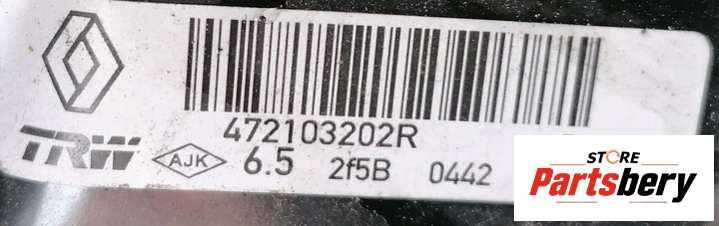 472103202R
TRW AJK 6.5 2f5B 0442
STORE
Partsbery